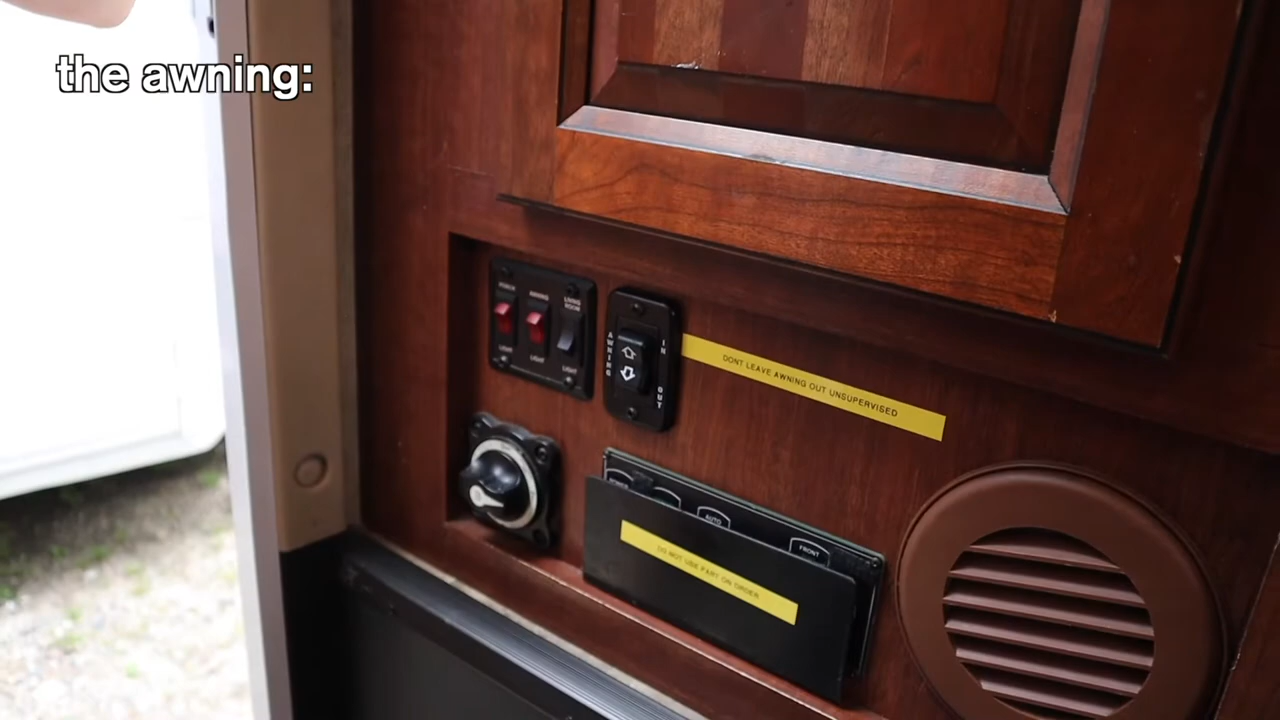 the awning:
PORCH
AWNING
LIVING
ROOM
LIGHT
LIGHT
LIGHT
AWNING
IN
OUT
DONT LEAVE AWNING OUT UNSUPERVISED
AUTO
FRONT
DO NOT USE PART ON ORDER